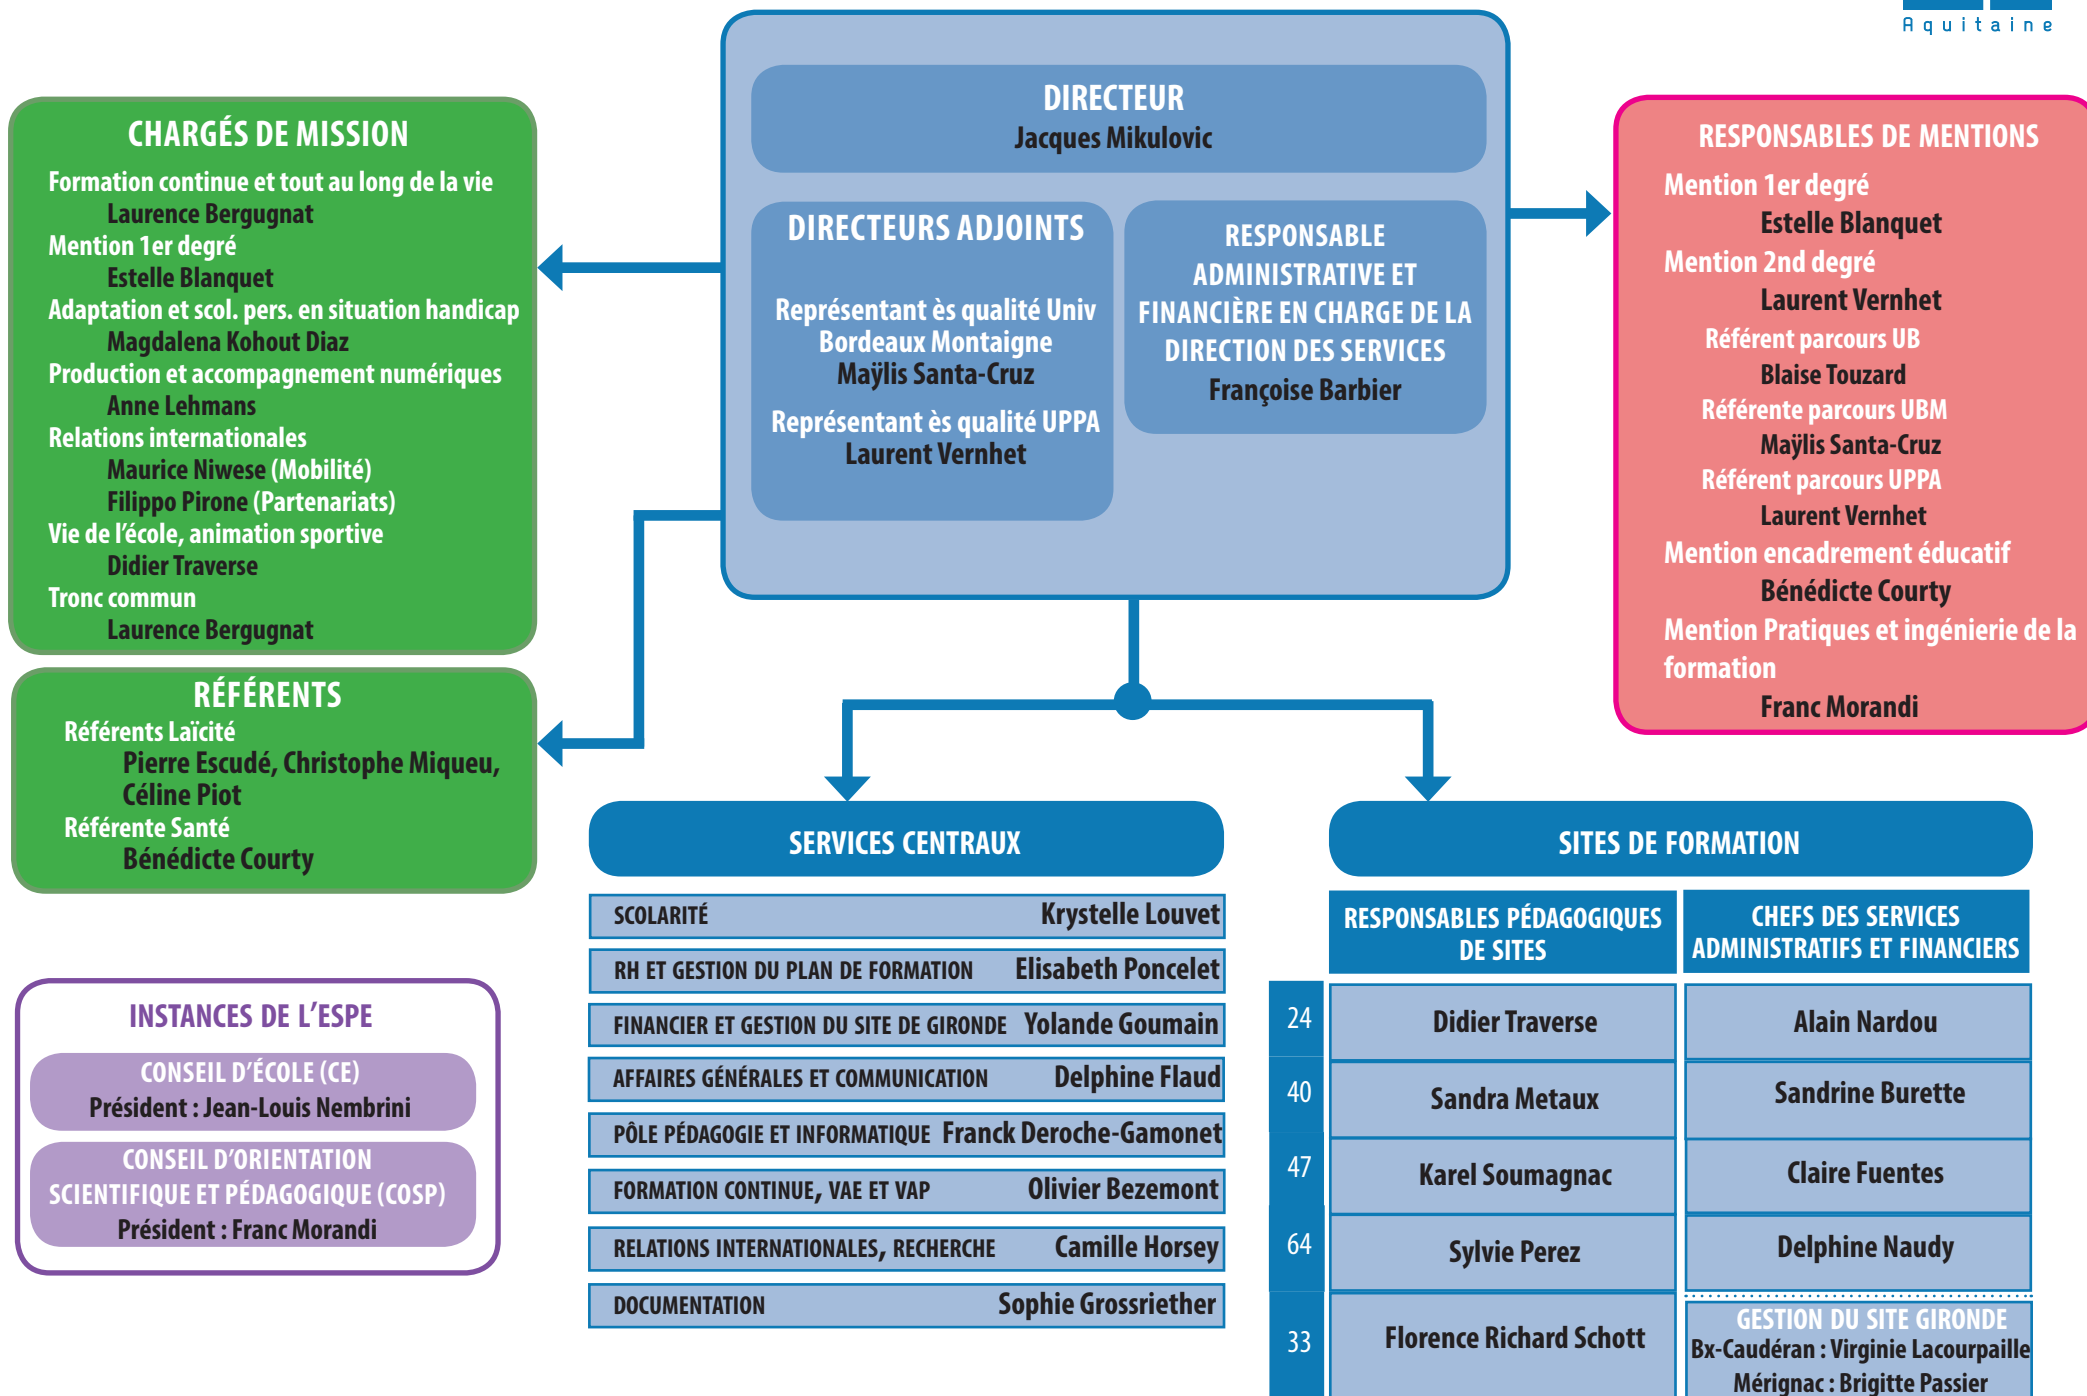 Aquitaine
DIRECTEUR
Jacques Mikulovic
DIRECTEURS ADJOINTS
Représentant ès qualité Univ
Bordeaux Montaigne
Maÿlis Santa-Cruz
Représentant ès qualité UPPA
Laurent Vernhet
RESPONSABLE
ADMINISTRATIVE ET
FINANCIÈRE EN CHARGE DE LA
DIRECTION DES SERVICES
Françoise Barbier
CHARGÉS DE MISSION
Formation continue et tout au long de la vie
Laurence Bergugnat
Mention 1er degré
Estelle Blanquet
Adaptation et scol. pers. en situation handicap
Magdalena Kohout Diaz
Production et accompagnement numériques
Anne Lehmans
Relations internationales
Maurice Niwese (Mobilité)
Filippo Pirone (Partenariats)
Vie de l'école, animation sportive
Didier Traverse
Tronc commun
Laurence Bergugnat
RÉFÉRENTS
Référents Laïcité
Pierre Escudé, Christophe Miqueu,
Céline Piot
Référente Santé
Bénédicte Courty
INSTANCES DE L'ESPE
CONSEIL D'ÉCOLE (CE)
Président : Jean-Louis Nembrini
CONSEIL D'ORIENTATION
SCIENTIFIQUE ET PÉDAGOGIQUE (COSP)
Président : Franc Morandi
RESPONSABLES DE MENTIONS
Mention 1er degré
Estelle Blanquet
Mention 2nd degré
Laurent Vernhet
Référent parcours UB
Blaise Touzard
Référente parcours UBM
Maÿlis Santa-Cruz
Référent parcours UPPA
Laurent Vernhet
Mention encadrement éducatif
Bénédicte Courty
Mention Pratiques et ingénierie de la
formation
Franc Morandi
SERVICES CENTRAUX
SCOLARITÉ Krystelle Louvet
RH ET GESTION DU PLAN DE FORMATION Elisabeth Poncelet
FINANCIER ET GESTION DU SITE DE GIRONDE Yolande Goumain
AFFAIRES GÉNÉRALES ET COMMUNICATION Delphine Flaud
PÔLE PÉDAGOGIE ET INFORMATIQUE Franck Deroche-Gamonet
FORMATION CONTINUE, VAE ET VAP Olivier Bezemont
RELATIONS INTERNATIONALES, RECHERCHE Camille Horsey
DOCUMENTATION Sophie Grossriether
SITES DE FORMATION
RESPONSABLES PÉDAGOGIQUES
DE SITES
CHEFS DES SERVICES
ADMINISTRATIFS ET FINANCIERS
24 Didier Traverse Alain Nardou
40 Sandra Metaux Sandrine Burette
47 Karel Soumagnac Claire Fuentes
64 Sylvie Perez Delphine Naudy
33 Florence Richard Schott
GESTION DU SITE GIRONDE
Bx-Caudéran : Virginie Lacourpaille
Mérignac : Brigitte Passier